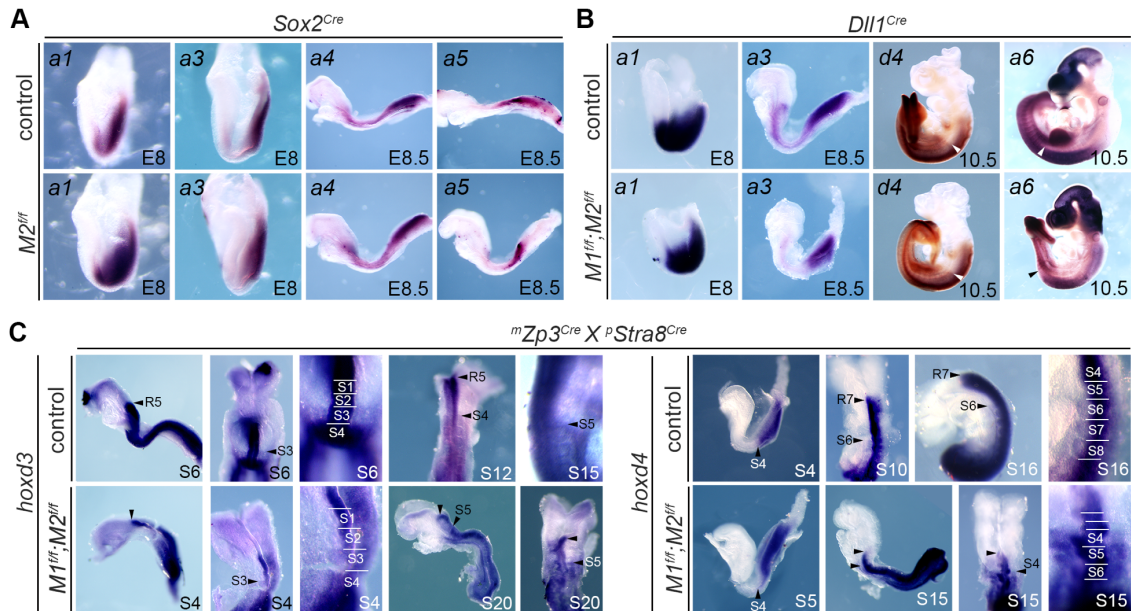 A
Sox2Cre
control
a1
E8
a3
E8
a4
E8.5
a5
E8.5
M2f/f
a1
E8
a3
E8
a4
E8.5
a5
E8.5
B
Dll1Cre
control
a1
E8
a3
E8.5
d4
10.5
a6
10.5
M1f/f;M2f/f
a1
E8
a3
E8.5
d4
10.5
a6
10.5
C
mZp3Cre X pStra8Cre
hoxd3
control
R5
S6
S3
S6
S1
S2
S3
S4
S6
R5
S4
S12
S5
S15
M1f/f;M2f/f
S4
S3
S4
S1
S2
S3
S4
S4
S5
S20
S5
S20
hoxd4
control
S4
S4
R7
S6
S10
R7
S6
S16
S4
S5
S6
S7
S8
S16
M1f/f;M2f/f
S4
S5
S15
S4
S15
S4
S5
S6
S15